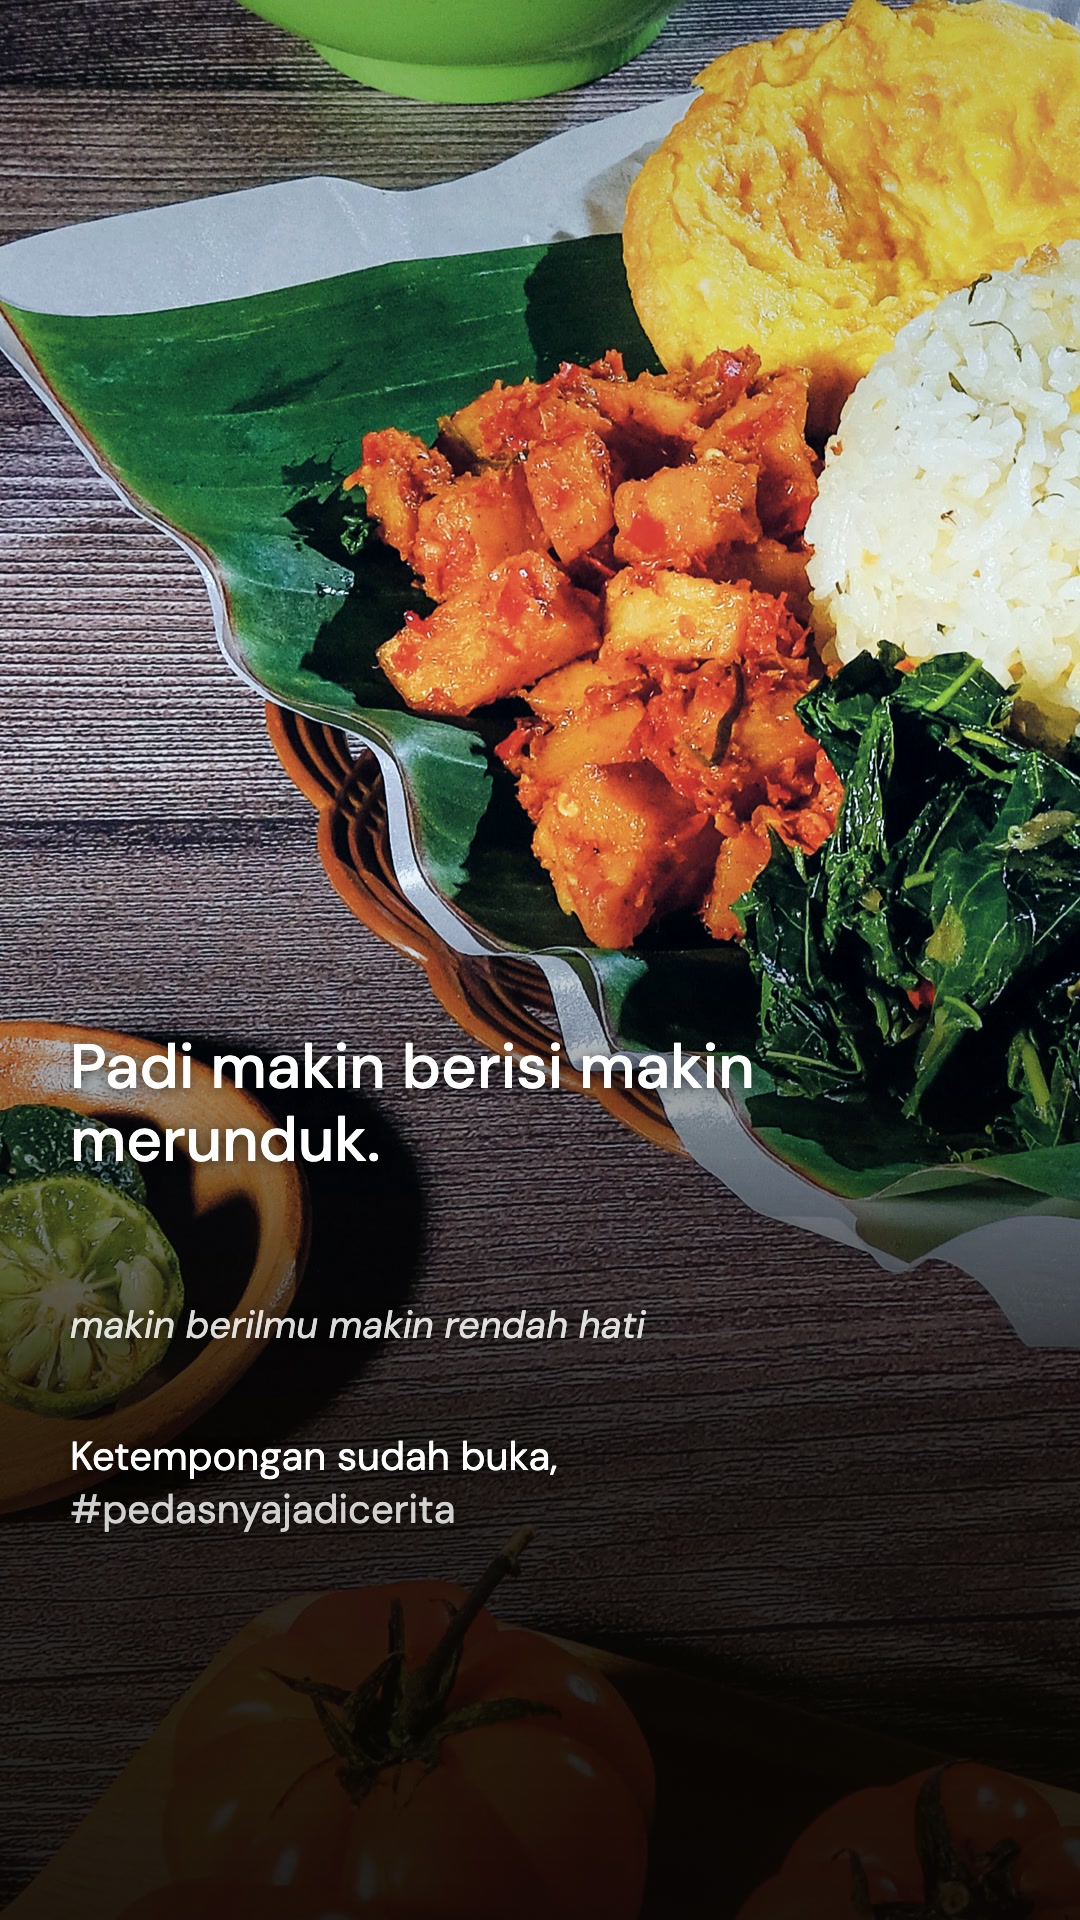 Padi makin berisi makin
merunduk.
makin berilmu makin rendah hati
Ketempongan sudah buka,
#pedasnyajadicerita